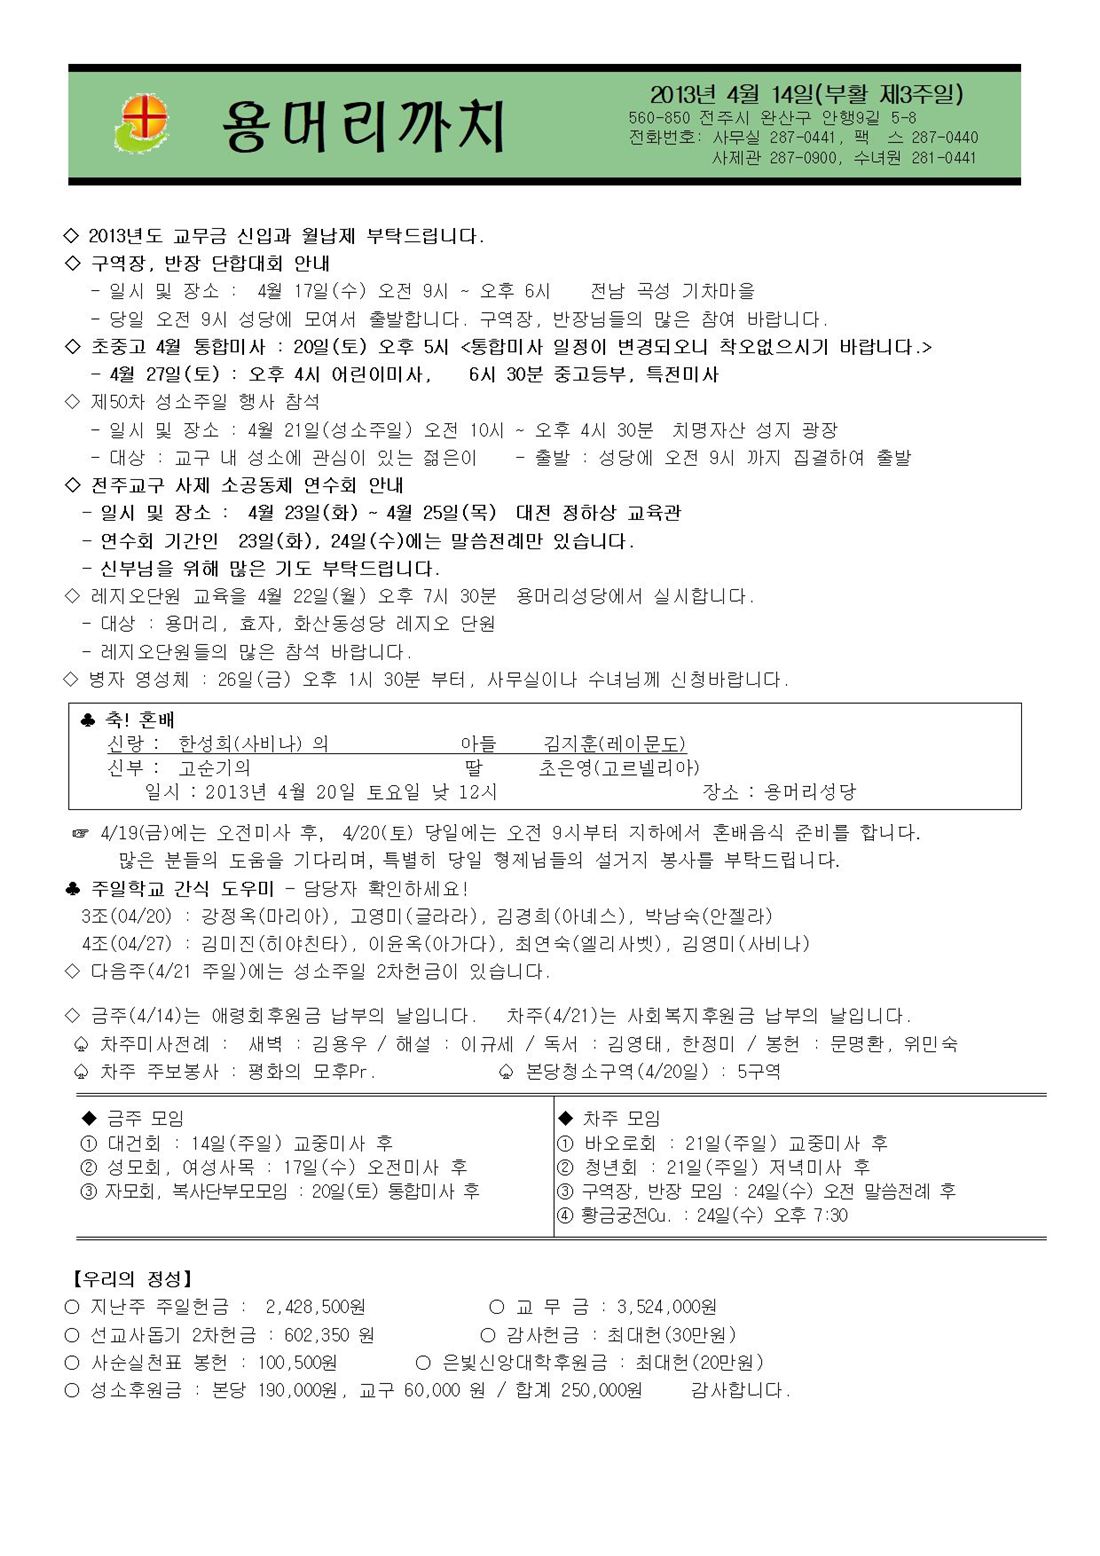 용머리까치
2013년 4월 14일(부활 제3주일)
560-850 전주시 완산구 안행9길 5-8
전화번호: 사무실 287-0441, 팩 스 287-0440
사제관 287-0900, 수녀원 281-0441
◇ 2013년도 교무금 신입과 월납제 부탁드립니다.
◇ 구역장, 반장 단합대회 안내
- 일시 및 장소 : 4월 17일(수) 오전 9시 ~ 오후 6시 전남 곡성 기차마을
- 당일 오전 9시 성당에 모여서 출발합니다. 구역장, 반장님들의 많은 참여 바랍니다.
◇ 초중고 4월 통합미사 : 20일(토) 오후 5시 <통합미사 일정이 변경되오니 착오없으시기 바랍니다.>
- 4월 27일(토) : 오후 4시 어린이미사, 6시 30분 중고등부, 특전미사
◇ 제50차 성소주일 행사 참석
- 일시 및 장소 : 4월 21일(성소주일) 오전 10시 ~ 오후 4시 30분 치명자산 성지 광장
- 대상 : 교구 내 성소에 관심이 있는 젊은이 - 출발 : 성당에 오전 9시 까지 집결하여 출발
◇ 전주교구 사제 소공동체 연수회 안내
- 일시 및 장소 : 4월 23일(화) ~ 4월 25일(목) 대전 정하상 교육관
- 연수회 기간인 23일(화), 24일(수)에는 말씀전례만 있습니다.
- 신부님을 위해 많은 기도 부탁드립니다.
◇ 레지오단원 교육을 4월 22일(월) 오후 7시 30분 용머리성당에서 실시합니다.
- 대상 : 용머리, 효자, 화산동성당 레지오 단원
- 레지오단원들의 많은 참석 바랍니다.
◇ 병자 영성체 : 26일(금) 오후 1시 30분 부터, 사무실이나 수녀님께 신청바랍니다.
♣ 축! 혼배
신랑 : 한성희(사비나) 의 아들 김지훈(레이문도)
신부 : 고순기의 딸 초은영(고르넬리아)
일시 : 2013년 4월 20일 토요일 낮 12시 장소 : 용머리성당
☞ 4/19(금)에는 오전미사 후, 4/20(토) 당일에는 오전 9시부터 지하에서 혼배음식 준비를 합니다.
많은 분들의 도움을 기다리며, 특별히 당일 형제님들의 설거지 봉사를 부탁드립니다.
♣ 주일학교 간식 도우미 - 담당자 확인하세요!
3조(04/20) : 강정옥(마리아), 고영미(글라라), 김경희(아녜스), 박남숙(안젤라)
4조(04/27) : 김미진(히야친타), 이윤옥(아가다), 최연숙(엘리사벳), 김영미(사비나)
◇ 다음주(4/21 주일)에는 성소주일 2차헌금이 있습니다.
◇ 금주(4/14)는 애령회후원금 납부의 날입니다. 차주(4/21)는 사회복지후원금 납부의 날입니다.
♤ 차주미사전례 : 새벽 : 김용우 / 해설 : 이규세 / 독서 : 김영태, 한정미 / 봉헌 : 문명환, 위민숙
♤ 차주 주보봉사 : 평화의 모후Pr. ♤ 본당청소구역(4/20일) : 5구역
◆ 금주 모임
① 대건회 : 14일(주일) 교중미사 후
② 성모회, 여성사목 : 17일(수) 오전미사 후
③ 자모회, 복사단부모모임 : 20일(토) 통합미사 후
◆ 차주 모임
① 바오로회 : 21일(주일) 교중미사 후
② 청년회 : 21일(주일) 저녁미사 후
③ 구역장, 반장 모임 : 24일(수) 오전 말씀전례 후
④ 황금궁전Cu. : 24일(수) 오후 7:30
【우리의 정성】
○ 지난주 주일헌금 : 2,428,500원 ○ 교 무 금 : 3,524,000원
○ 선교사돕기 2차헌금 : 602,350 원 ○ 감사헌금 : 최대헌(30만원)
○ 사순실천표 봉헌 : 100,500원 ○ 은빛신앙대학후원금 : 최대헌(20만원)
○ 성소후원금 : 본당 190,000원, 교구 60,000 원 / 합계 250,000원 감사합니다.